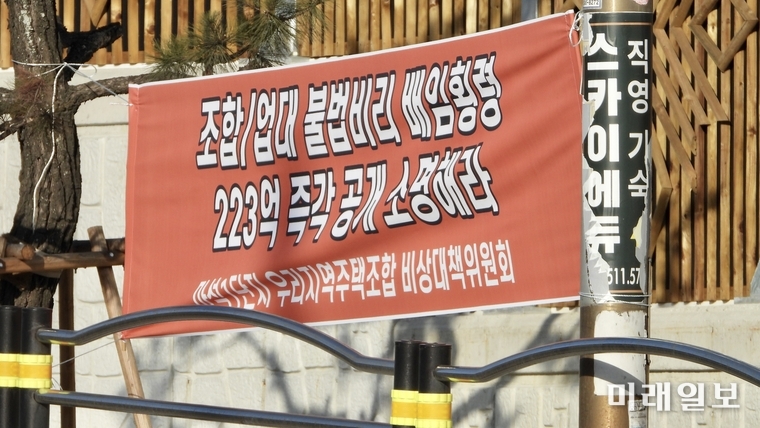 조합/업대 불법비리 배임횡령
223억 즉각 공개 소명해라
우리지역주택조합 비상대책위원회
스카이에듀
직영기숙
511.57
미래일보